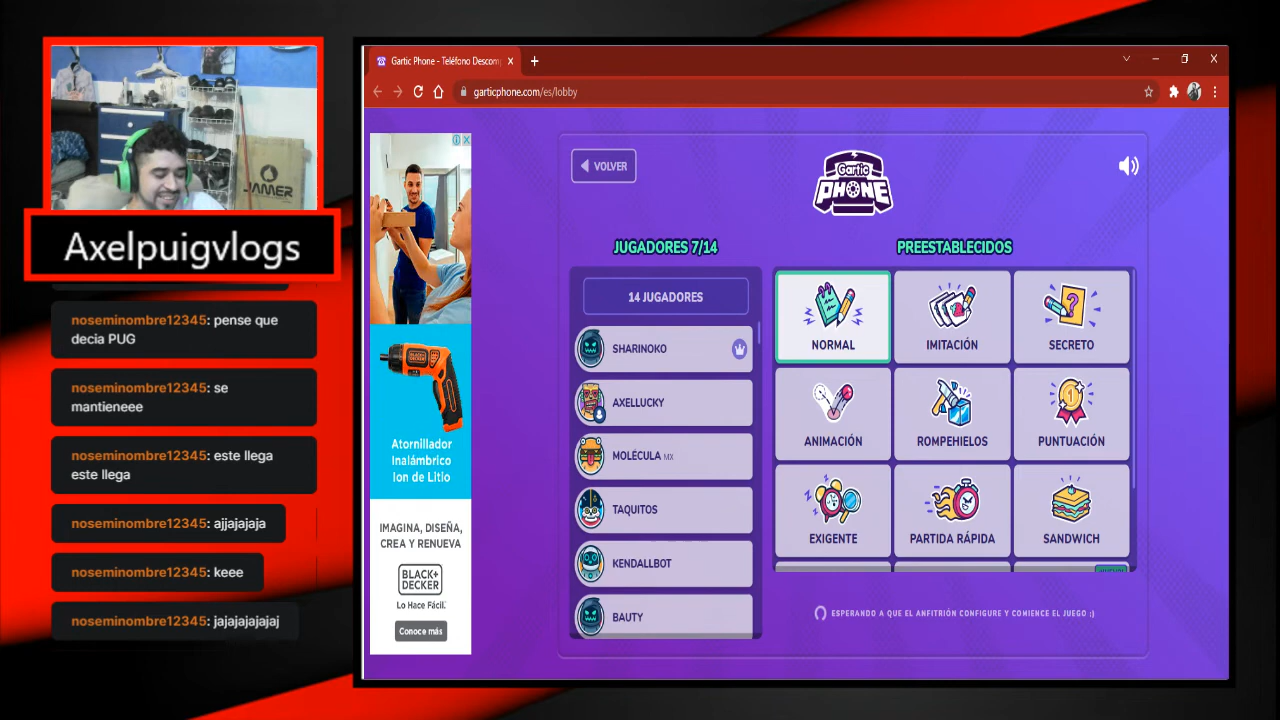 JAMER
Axelpuigvlogs
noseminombre12345: pense que
decia PUG
noseminombre12345: se
mantieneee
noseminombre12345: este llega
este llega
noseminombre12345: ajjajajaja
noseminombre12345: keee
noseminombre12345: jajajajajajaj
Gartic Phone - Teléfono Descomp
garticphone.com/es/lobby
Atornillador
Inalámbrico
Ion de Litio
IMAGINA, DISEÑA,
CREA Y RENUEVA
BLACK+
DECKER
Lo Hace Fácil.
Conoce más
VOLVER
Gartic
PHONE
JUGADORES 7/14
14 JUGADORES
SHARINOKO
AXELLUCKY
MOLÉCULA MX
TAQUITOS
KENDALLBOT
BAUTY
PREESTABLECIDOS
NORMAL
IMITACIÓN
SECRETO
ANIMACIÓN
ROMPEHIELOS
PUNTUACIÓN
EXIGENTE
PARTIDA RÁPIDA
SANDWICH
ESPERANDO A QUE EL ANFITRIÓN CONFIGURE Y COMIENCE EL JUEGO ;)